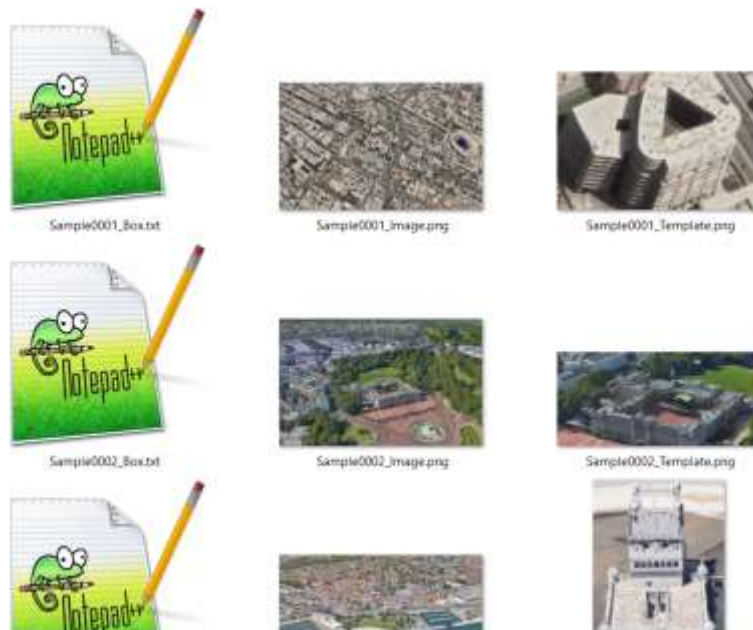 Notepad++
Sample0001_Box.txt
Sample0001_Image.png
Sample0001_Template.png
Notepad++
Sample0002_Box.txt
Sample0002_Image.png
Sample0002_Template.png
Notepad++